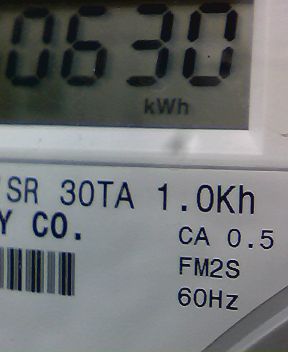 0630
kWh
SR 30TA 1.0Kh
Y CO.
CA 0.5
FM2S
60Hz